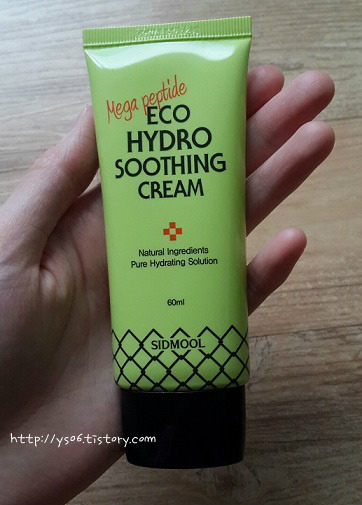 Mega peptide
ECO
HYDRO
SOOTHING
CREAM
Natural Ingredients
Pure Hydrating Solution
60ml
SIDMOOL
http://ys06.tistory.com